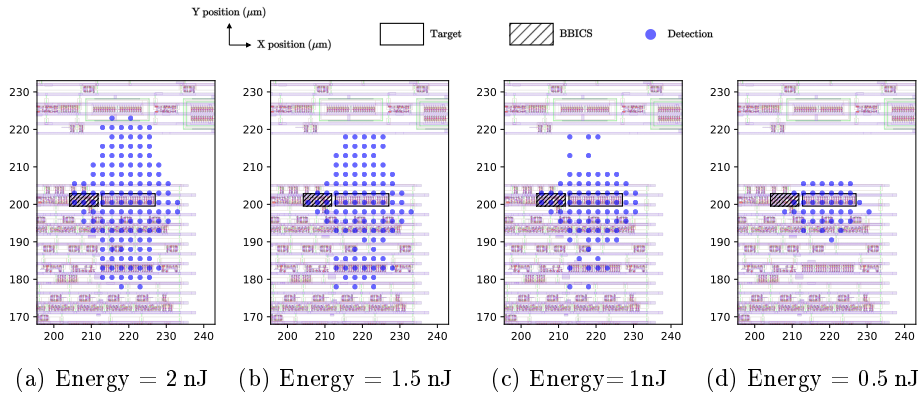 Y position (μm)
X position (μm)
Target
BBICS
Detection
230
220
210
200
190
180
170
200 210 220 230 240
230
220
210
200
190
180
170
200 210 220 230 240
230
220
210
200
190
180
170
200 210 220 230 240
230
220
210
200
190
180
170
200 210 220 230 240
(a) Energy = 2 nJ
(b) Energy = 1.5 nJ
(c) Energy= 1nJ
(d) Energy = 0.5 nJ